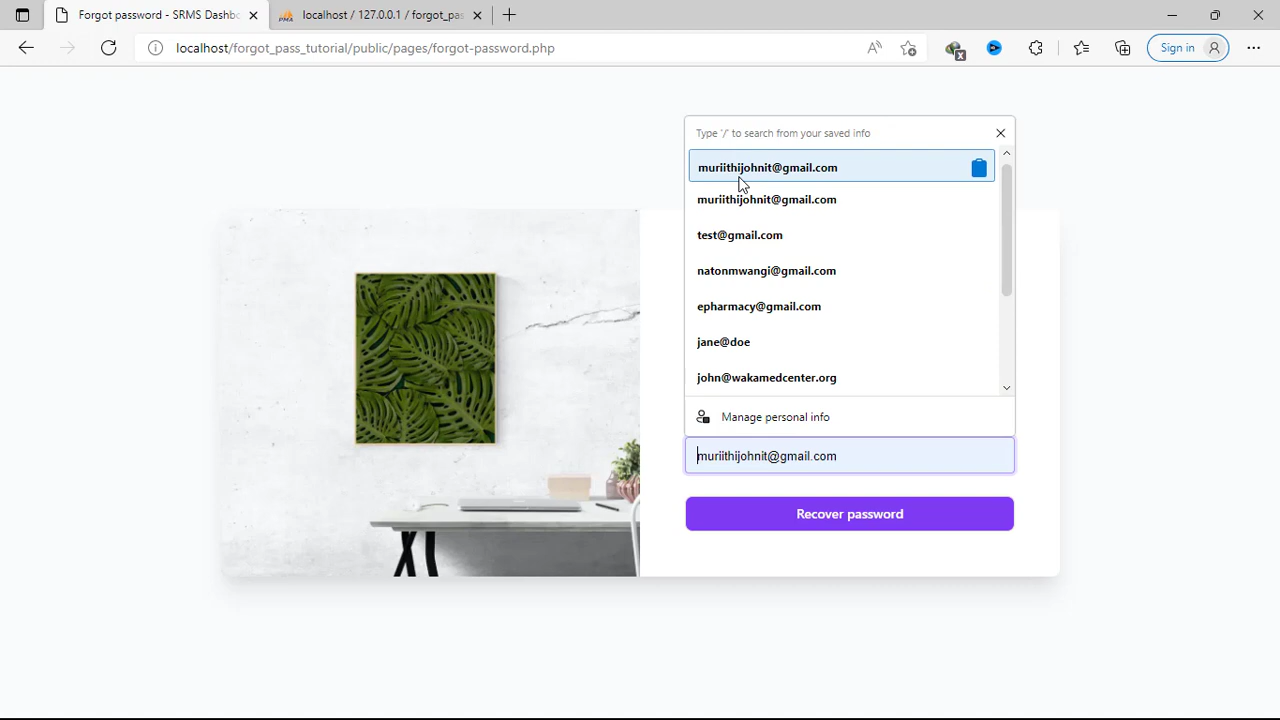 Forgot password - SRMS Dashbo
localhost / 127.0.0.1 / forgot_pas
localhost/forgot_pass_tutorial/public/pages/forgot-password.php
Sign in
Type '/' to search from your saved info
muriithijohnit@gmail.com
muriithijohnit@gmail.com
test@gmail.com
natonmwangi@gmail.com
epharmacy@gmail.com
jane@doe
john@wakamedcenter.org
Manage personal info
muriithijohnit@gmail.com
Recover password